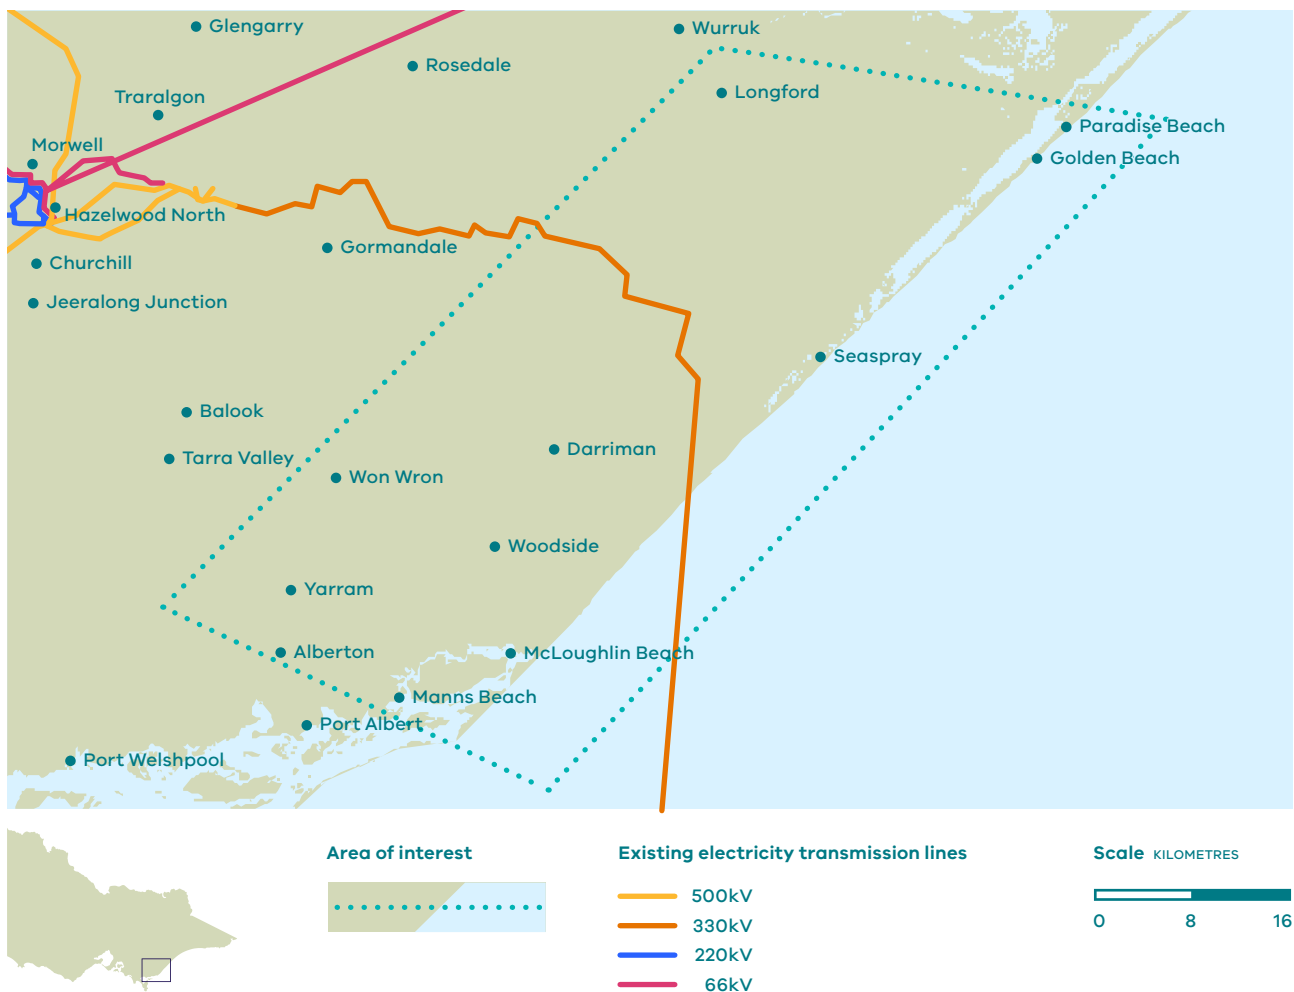 Glengarry
Wurruk
Rosedale
Longford
Traralgon
Paradise Beach
Morwell
Golden Beach
Hazelwood North
Gormandale
Churchill
Jeeralong Junction
Seaspray
Balook
Darriman
Tarra Valley
Won Wron
Woodside
Yarram
Alberton
McLoughlin Beach
Manns Beach
Port Albert
Port Welshpool
Area of interest
Existing electricity transmission lines
500kV
330kV
220kV
66kV
Scale KILOMETRES
0 8 16